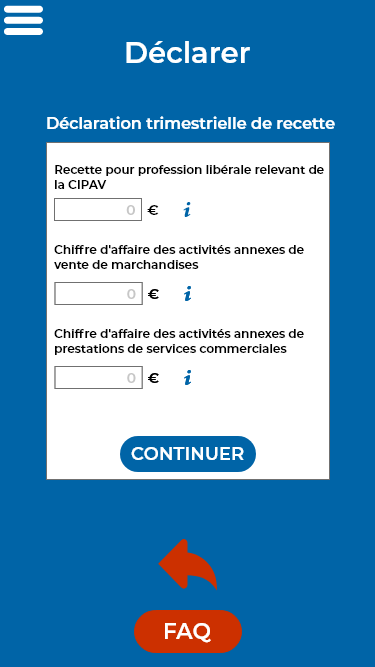 Déclarer
Déclaration trimestrielle de recette
Recette pour profession libérale relevant de
la CIPAV
0 € i
Chiffre d'affaire des activités annexes de
vente de marchandises
0 € i
Chiffre d'affaire des activités annexes de
prestations de services commerciales
0 € i
CONTINUER
FAQ